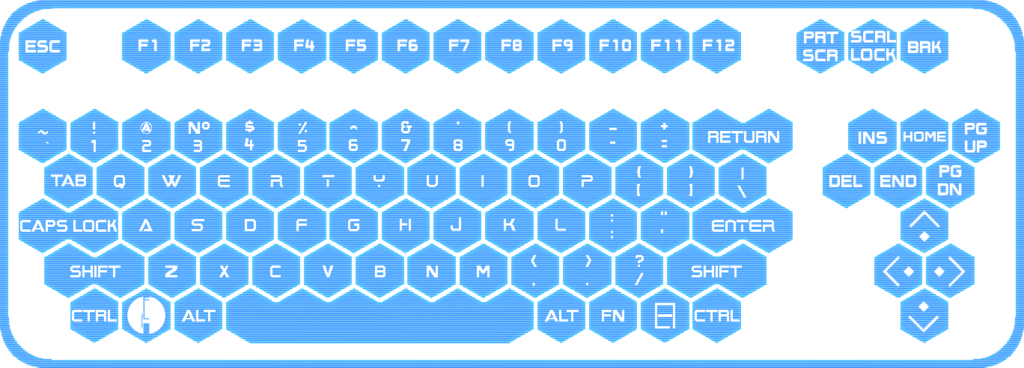 ESC F1 F2 F3 F4 F5 F6 F7 F8 F9 F10 F11 F12 PRT SCR SCRL LOCK BRK
~ ! @ Nº $ % ^ & * ( ) _ + RETURN INS HOME PG UP
` 1 2 3 4 5 6 7 8 9 0 - =
TAB Q W E R T Y U I O P { [ } ] | \ DEL END PG DN
CAPS LOCK A S D F G H J K L : ; " ' ENTER
SHIFT Z X C V B N M < , > . ? / SHIFT
CTRL ALT ALT FN CTRL